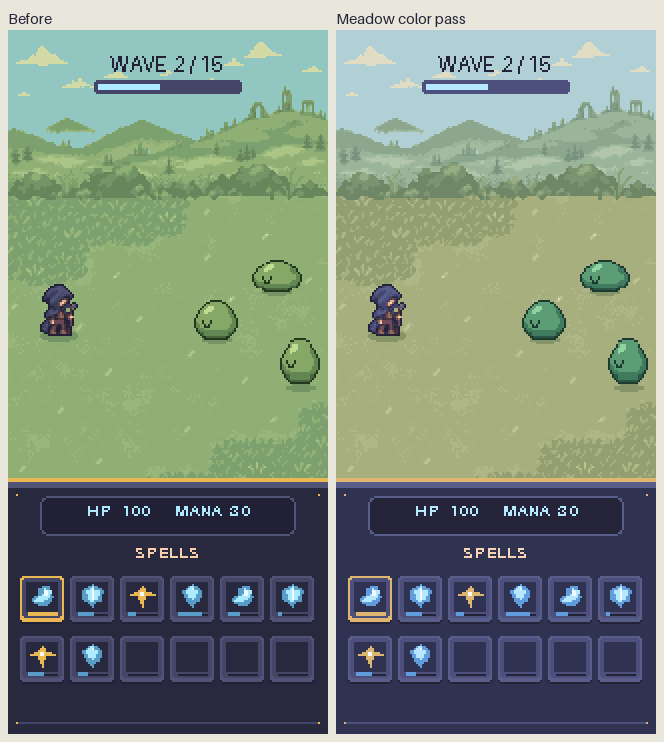 Before
Meadow color pass
WAVE 2/15
WAVE 2/15
HP 100 MANA 30
HP 100 MANA 30
SPELLS
SPELLS